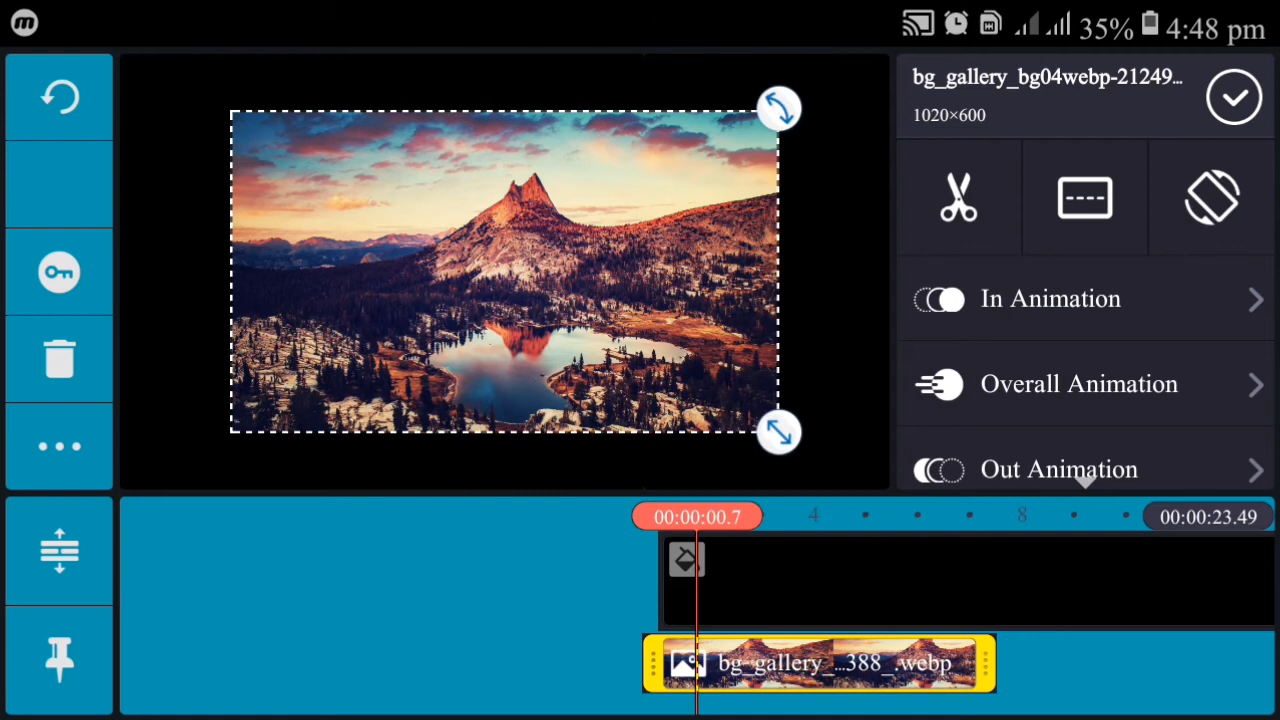 35% 4:48 pm
bg_gallery_bg04webp-21249...
1020×600
In Animation
Overall Animation
Out Animation
00:00:00.7 4 8 00:00:23.49
bg_gallery_...388_.webp